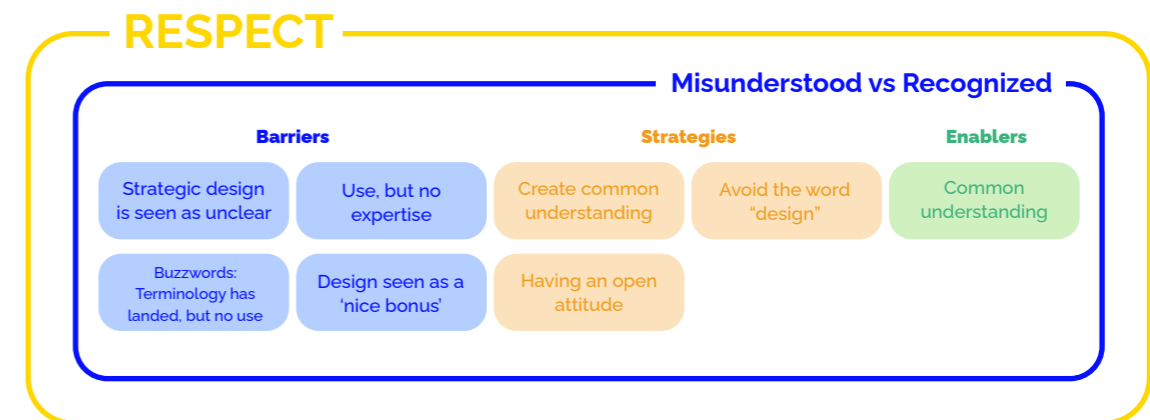 RESPECT
Misunderstood vs Recognized
Barriers
Strategies
Enablers
Strategic design
is seen as unclear
Use, but no
expertise
Create common
understanding
Avoid the word
“design”
Common
understanding
Buzzwords:
Terminology has
landed, but no use
Design seen as a
‘nice bonus’
Having an open
attitude